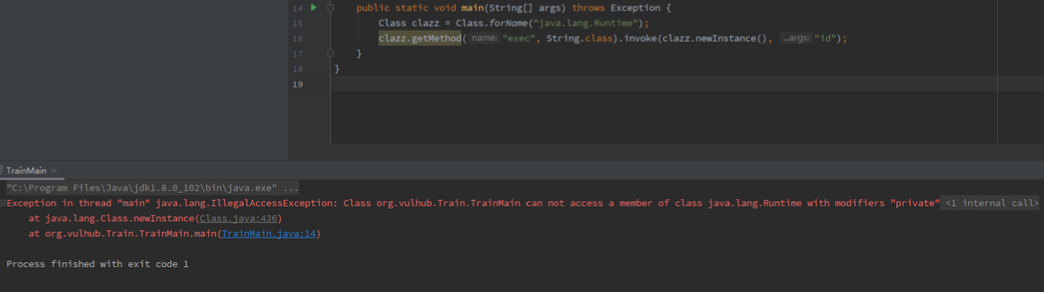 14 public static void main(String[] args) throws Exception {
15 Class clazz = Class.forName("java.lang.Runtime");
16 clazz.getMethod( name: "exec", String.class).invoke(clazz.newInstance(), ...args: "id");
17 }
18 }
19
TrainMain ×
"C:\Program Files\Java\jdk1.8.0_102\bin\java.exe" ...
Exception in thread "main" java.lang.IllegalAccessException: Class org.vulhub.Train.TrainMain can not access a member of class java.lang.Runtime with modifiers "private" <1 internal call>
at java.lang.Class.newInstance(Class.java:436)
at org.vulhub.Train.TrainMain.main(TrainMain.java:14)
Process finished with exit code 1